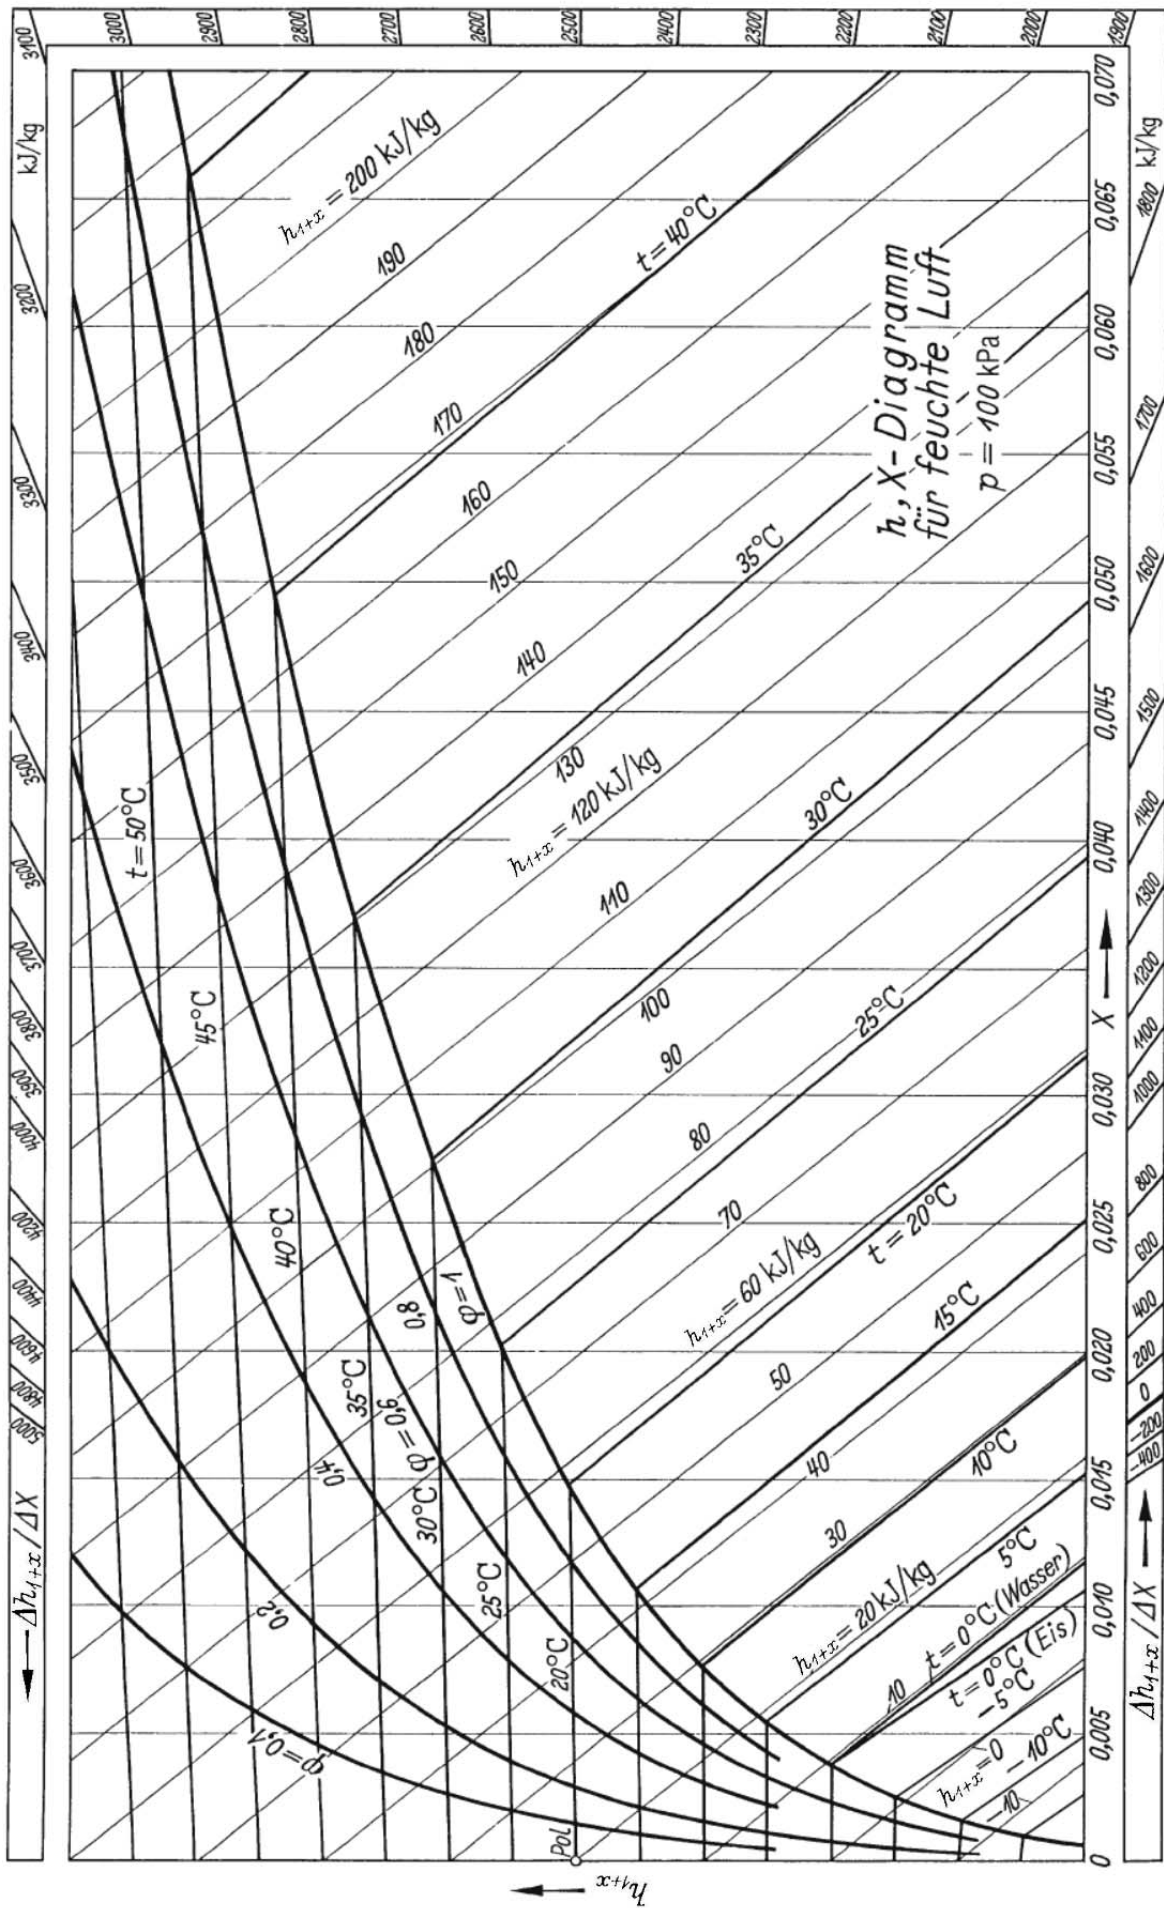 h, X-Diagramm
für feuchte Luft
p = 100 kPa
←Δh₁₊ₓ/ΔX
5000
4800
4600
4400
4200
4000
3900
3800
3700
3600
3500
3400
3300
3200
kJ/kg
3100
3000
2900
2800
2700
2600
2500
2400
2300
2200
2100
2000
1900
φ=0,1
0,2
0,4
φ=0,6
0,8
φ=1
t=50°C
45°C
40°C
35°C
30°C
25°C
20°C
Pol
h₁₊ₓ
h₁₊ₓ=200 kJ/kg
190
180
170
160
150
140
130
h₁₊ₓ=120 kJ/kg
110
100
90
80
70
h₁₊ₓ=60 kJ/kg
50
40
30
h₁₊ₓ=20 kJ/kg
10
h₁₊ₓ=0
-10
t=40°C
35°C
30°C
25°C
t=20°C
15°C
10°C
5°C
t=0°C (Wasser)
t=0°C (Eis)
-5°C
-10°C
0
0,005
0,010
0,015
0,020
0,025
0,030
X →
0,040
0,045
0,050
0,055
0,060
0,065
0,070
Δh₁₊ₓ/ΔX →
-400
-200
0
200
400
600
800
1000
1100
1200
1300
1400
1500
1600
1700
1800
kJ/kg